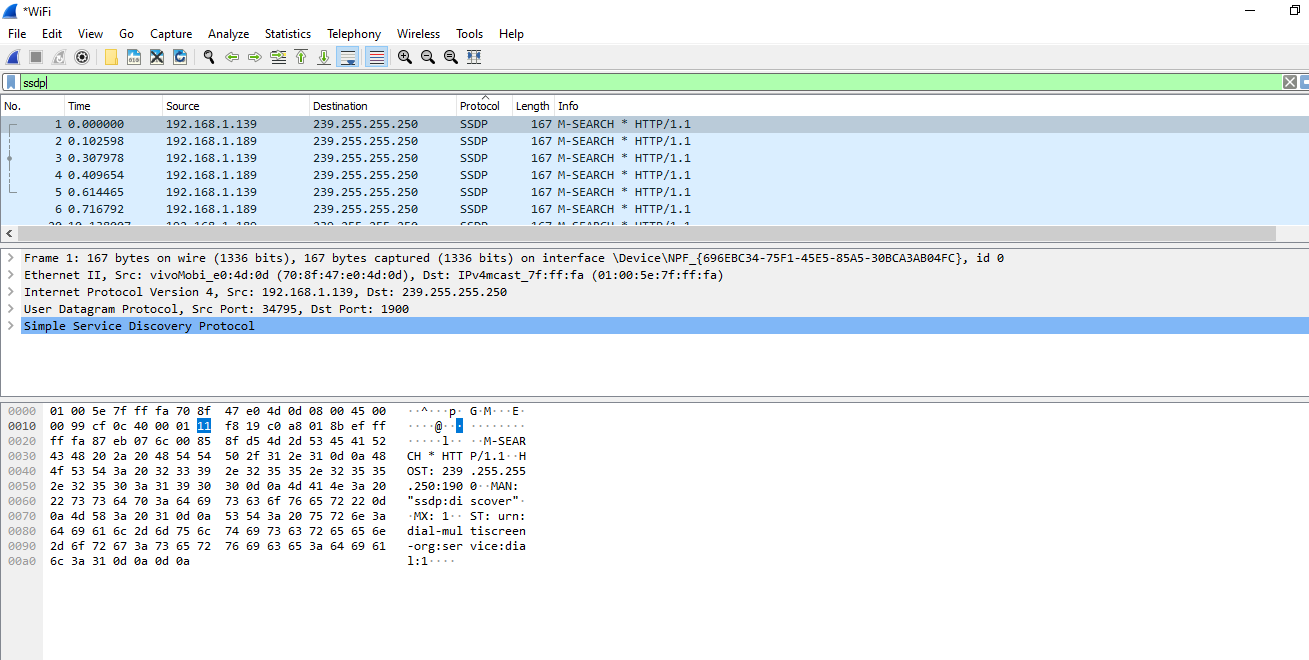 *WiFi
File Edit View Go Capture Analyze Statistics Telephony Wireless Tools Help
ssdp
No. Time Source Destination Protocol Length Info
1 0.000000 192.168.1.139 239.255.255.250 SSDP 167 M-SEARCH * HTTP/1.1
2 0.102598 192.168.1.189 239.255.255.250 SSDP 167 M-SEARCH * HTTP/1.1
3 0.307978 192.168.1.139 239.255.255.250 SSDP 167 M-SEARCH * HTTP/1.1
4 0.409654 192.168.1.189 239.255.255.250 SSDP 167 M-SEARCH * HTTP/1.1
5 0.614465 192.168.1.139 239.255.255.250 SSDP 167 M-SEARCH * HTTP/1.1
6 0.716792 192.168.1.189 239.255.255.250 SSDP 167 M-SEARCH * HTTP/1.1
Frame 1: 167 bytes on wire (1336 bits), 167 bytes captured (1336 bits) on interface \Device\NPF_{696EBC34-75F1-45E5-85A5-30BCA3AB04FC}, id 0
Ethernet II, Src: vivoMobi_e0:4d:0d (70:8f:47:e0:4d:0d), Dst: IPv4mcast_7f:ff:fa (01:00:5e:7f:ff:fa)
Internet Protocol Version 4, Src: 192.168.1.139, Dst: 239.255.255.250
User Datagram Protocol, Src Port: 34795, Dst Port: 1900
Simple Service Discovery Protocol
0000 01 00 5e 7f ff fa 70 8f 47 e0 4d 0d 08 00 45 00 ··^···p· G·M···E·
0010 00 99 cf 0c 40 00 01 11 f8 19 c0 a8 01 8b ef ff ····@··· ········
0020 ff fa 87 eb 07 6c 00 85 8f d5 4d 2d 53 45 41 52 ·····l·· ··M-SEAR
0030 43 48 20 2a 20 48 54 54 50 2f 31 2e 31 0d 0a 48 CH * HTT P/1.1··H
0040 4f 53 54 3a 20 32 33 39 2e 32 35 35 2e 32 35 35 OST: 239 .255.255
0050 2e 32 35 30 3a 31 39 30 30 0d 0a 4d 41 4e 3a 20 .250:190 0··MAN:
0060 22 73 73 64 70 3a 64 69 73 63 6f 76 65 72 22 0d "ssdp:di scover"·
0070 0a 4d 58 3a 20 31 0d 0a 53 54 3a 20 75 72 6e 3a ·MX: 1·· ST: urn:
0080 64 69 61 6c 2d 6d 75 6c 74 69 73 63 72 65 65 6e dial-mul tiscreen
0090 2d 6f 72 67 3a 73 65 72 76 69 63 65 3a 64 69 61 -org:ser vice:dia
00a0 6c 3a 31 0d 0a 0d 0a l:1····